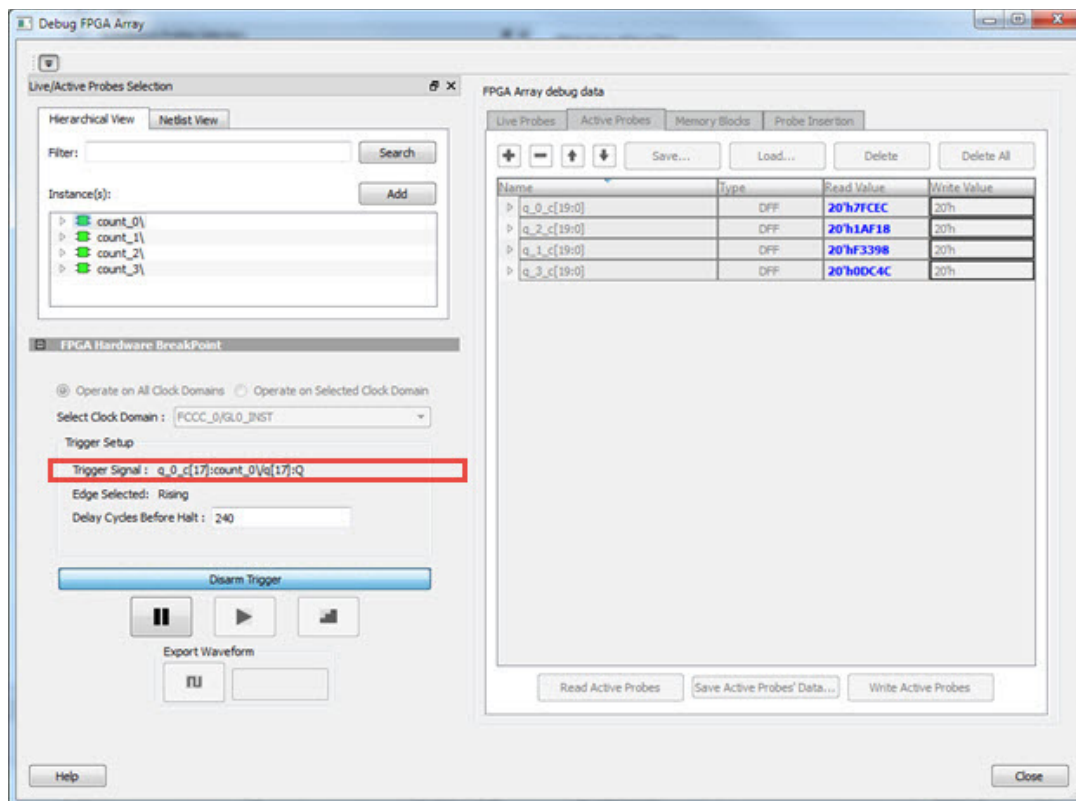 Debug FPGA Array
Live/Active Probes Selection
Hierarchical View Netlist View
Filter: Search
Instance(s): Add
count_0\
count_1\
count_2\
count_3\
FPGA Hardware BreakPoint
Operate on All Clock Domains Operate on Selected Clock Domain
Select Clock Domain : FCCC_0/GL0_INST
Trigger Setup
Trigger Signal : q_0_c[17]:count_0\/q[17]:Q
Edge Selected: Rising
Delay Cycles Before Halt : 240
Disarm Trigger
Export Waveform
FPGA Array debug data
Live Probes Active Probes Memory Blocks Probe Insertion
Save... Load... Delete Delete All
Name Type Read Value Write Value
q_0_c[19:0] DFF 20'h7FCEC 20'h
q_2_c[19:0] DFF 20'h1AF18 20'h
q_1_c[19:0] DFF 20'hF3398 20'h
q_3_c[19:0] DFF 20'h0DC4C 20'h
Read Active Probes Save Active Probes' Data... Write Active Probes
Help Close